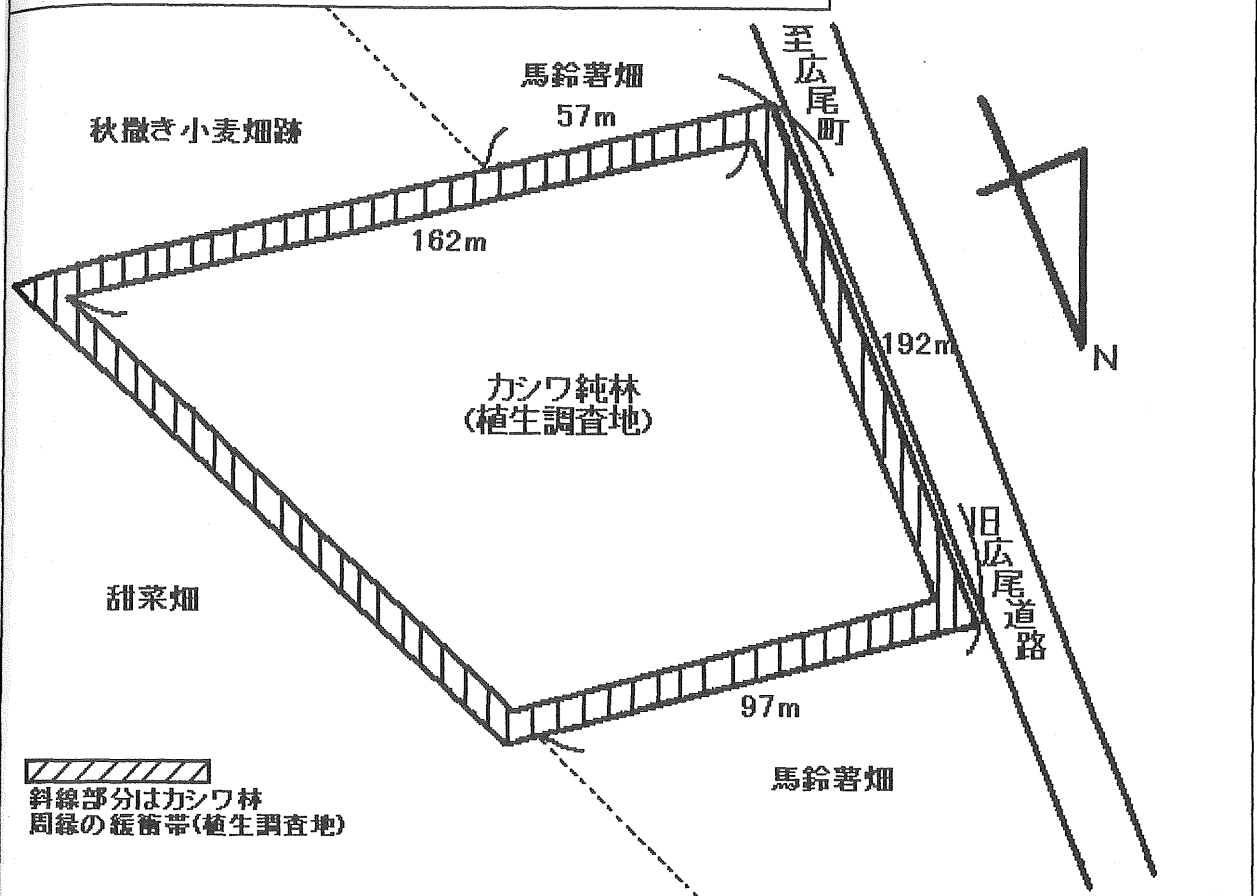 至広尾町
馬鈴薯畑
57m
秋撒き小麦畑跡
162m
192m
N
カシワ純林
(植生調査地)
旧広尾道路
甜菜畑
97m
馬鈴薯畑
斜線部分はカシワ林
周縁の緩衝帯(植生調査地)